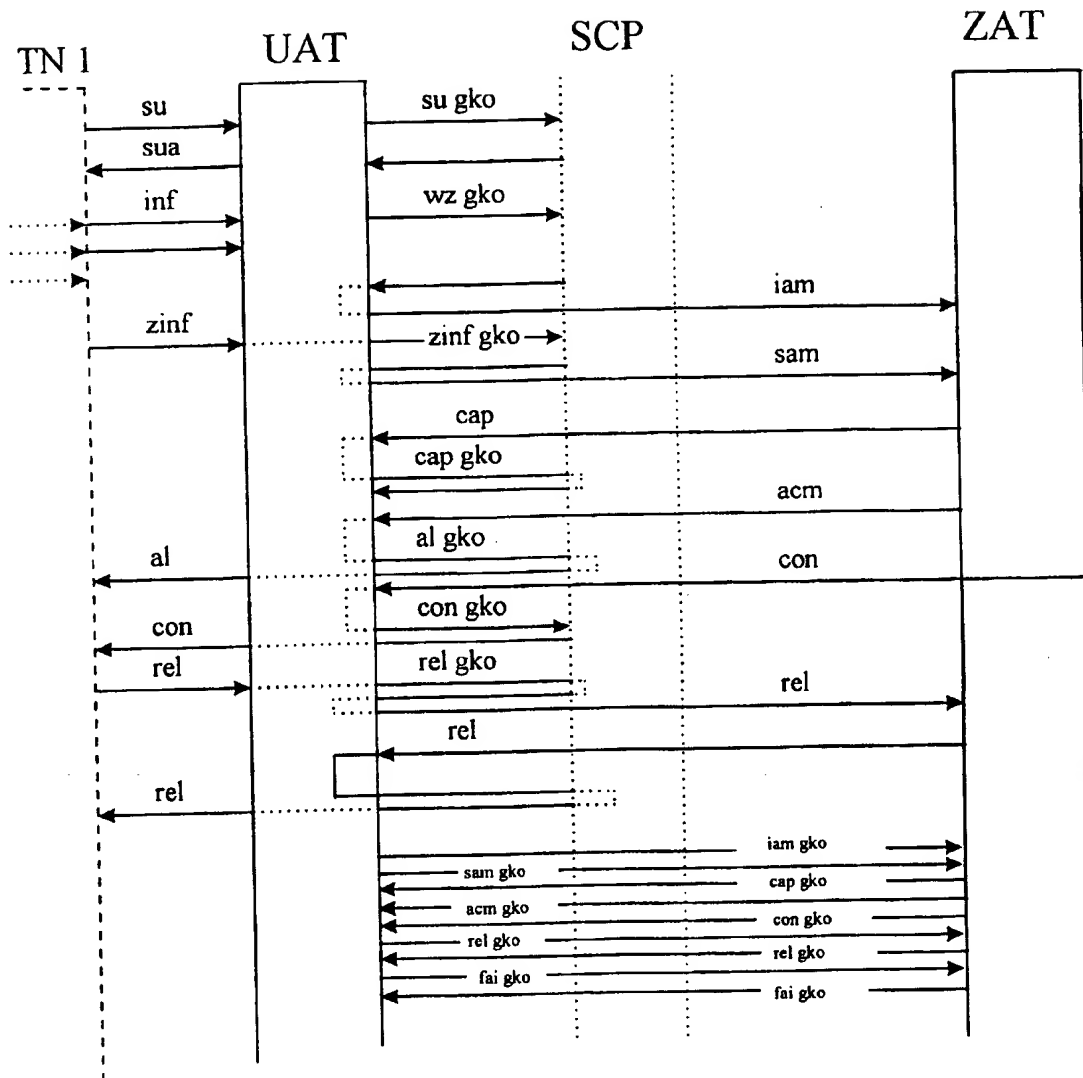 TN 1 UAT SCP ZAT
su su gko
sua
inf wz gko
iam
zinf zinf gko
sam
cap
cap gko
acm
al gko
al con
con gko
con
rel gko
rel rel
rel
rel
iam gko
sam gko cap gko
acm gko con gko
rel gko rel gko
fai gko fai gko